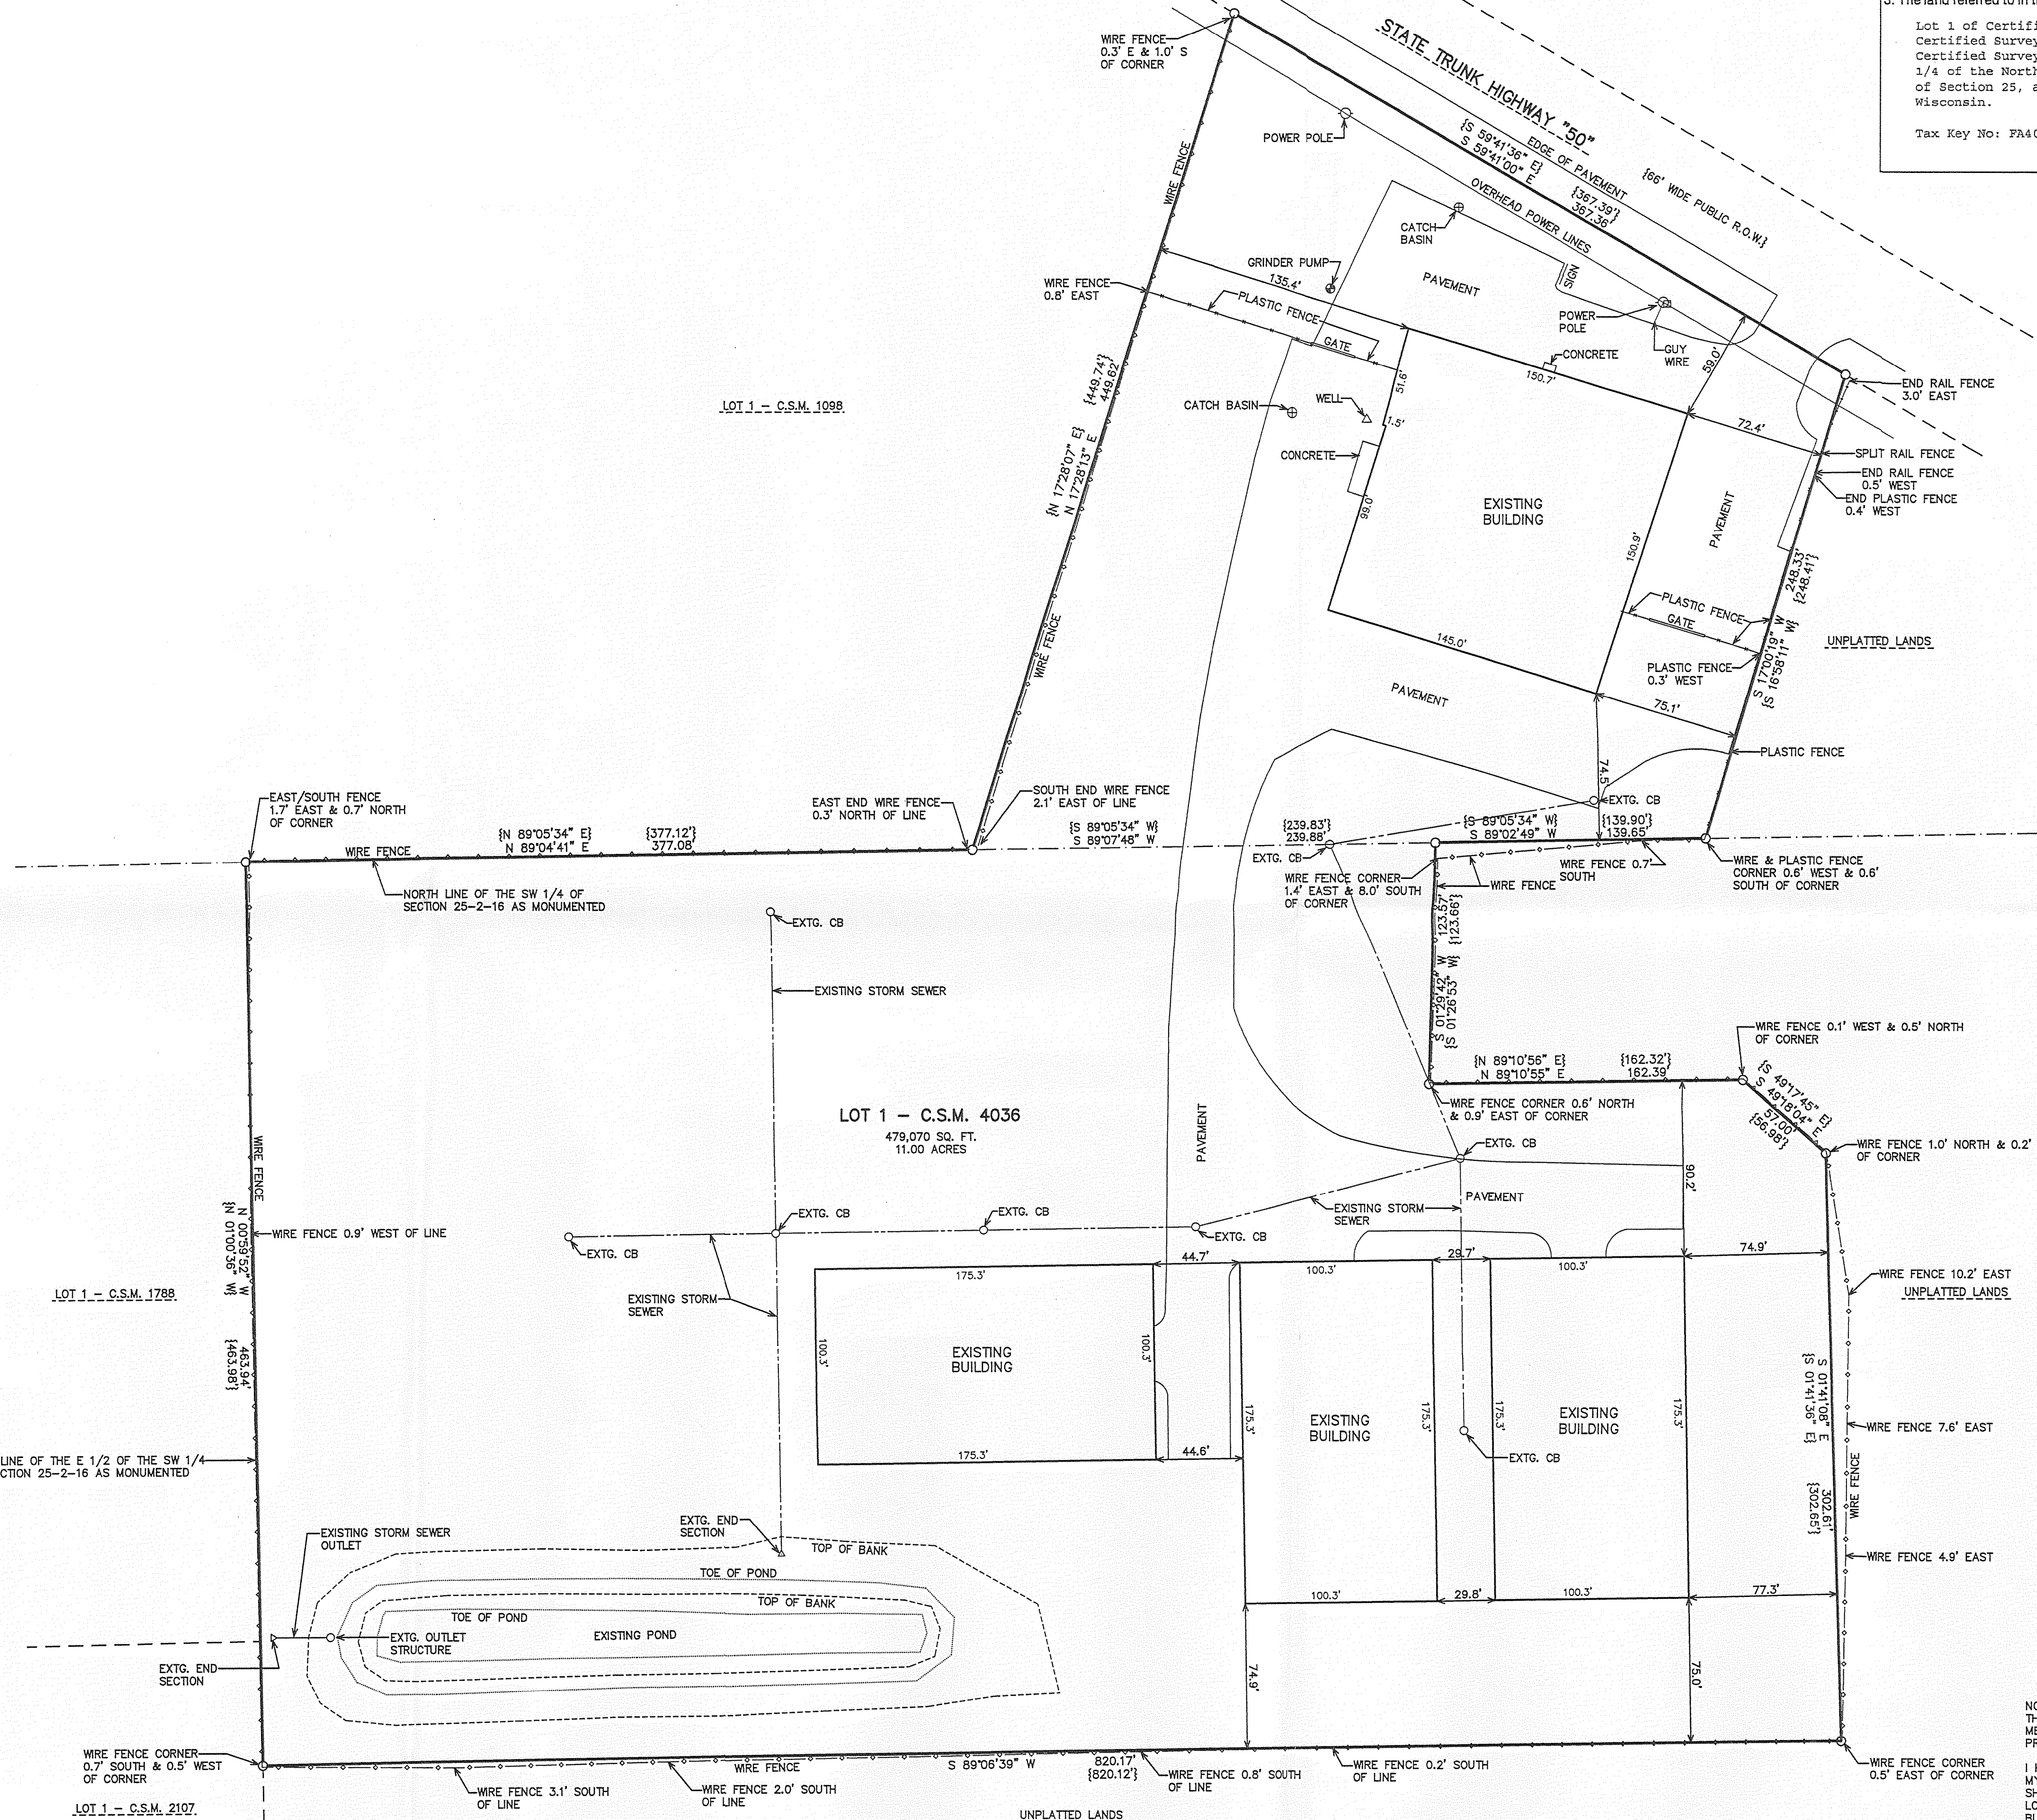 3. The land referred to in
Lot 1 of Certifi
Certified Survey
Certified Survey
1/4 of the North
of Section 25, a
Wisconsin.
Tax Key No: FA40
WIRE FENCE
0.3' E & 1.0' S
OF CORNER
STATE TRUNK HIGHWAY "50"
{S 59°41'36" E}
S 59°41'00" E
EDGE OF PAVEMENT
{367.39'}
367.36'
{66' WIDE PUBLIC R.O.W.}
OVERHEAD POWER LINES
POWER POLE
WIRE FENCE
CATCH
BASIN
GRINDER PUMP
135.4'
PAVEMENT
SIGN
WIRE FENCE
0.8' EAST
PLASTIC FENCE
GATE
POWER
POLE
GUY
WIRE
CONCRETE
150.7'
59.0'
51.6'
END RAIL FENCE
3.0' EAST
{449.74'}
449.62'
LOT 1 – C.S.M. 1098
CATCH BASIN
WELL
1.5'
72.4'
CONCRETE
SPLIT RAIL FENCE
END RAIL FENCE
0.5' WEST
END PLASTIC FENCE
0.4' WEST
{N 17°28'07" E}
N 17°28'13" E
99.0'
EXISTING
BUILDING
PAVEMENT
150.9'
248.33'
{248.41'}
PLASTIC FENCE
GATE
S 17°00'19" W
{S 16°58'11" W}
UNPLATTED LANDS
WIRE FENCE
145.0'
PLASTIC FENCE
0.3' WEST
PAVEMENT
75.1'
PLASTIC FENCE
74.5'
EAST/SOUTH FENCE
1.7' EAST & 0.7' NORTH
OF CORNER
EAST END WIRE FENCE
0.3' NORTH OF LINE
SOUTH END WIRE FENCE
2.1' EAST OF LINE
EXTG. CB
{N 89°05'34" E} {377.12'}
N 89°04'41" E 377.08'
WIRE FENCE
{S 89°05'34" W} {239.83'}
S 89°07'48" W 239.88'
{S 89°05'34" W} {139.90'}
S 89°02'49" W 139.65'
EXTG. CB
NORTH LINE OF THE SW 1/4 OF
SECTION 25-2-16 AS MONUMENTED
WIRE FENCE CORNER
1.4' EAST & 8.0' SOUTH
OF CORNER
WIRE FENCE
WIRE FENCE 0.7'
SOUTH
WIRE & PLASTIC FENCE
CORNER 0.6' WEST & 0.6'
SOUTH OF CORNER
EXTG. CB
S 01°29'42" W 123.57'
{S 01°26'53" W} {123.66'}
EXISTING STORM SEWER
WIRE FENCE 0.1' WEST & 0.5' NORTH
OF CORNER
{N 89°10'56" E} {162.32'}
N 89°10'55" E 162.39'
{S 49°17'45" E}
S 49°18'04" E
57.00'
{56.98'}
WIRE FENCE CORNER 0.6' NORTH
& 0.9' EAST OF CORNER
LOT 1 – C.S.M. 4036
479,070 SQ. FT.
11.00 ACRES
PAVEMENT
EXTG. CB
WIRE FENCE 1.0' NORTH & 0.2'
OF CORNER
WIRE FENCE
90.2'
PAVEMENT
EXISTING STORM
SEWER
EXTG. CB
EXTG. CB
EXTG. CB
EXTG. CB
WIRE FENCE 0.9' WEST OF LINE
N 00°59'52" W 463.94'
{N 01°00'36" W} {463.98'}
LOT 1 – C.S.M. 1788
EXISTING STORM
SEWER
175.3'
44.7'
100.3'
29.7'
100.3'
74.9'
WIRE FENCE 10.2' EAST
UNPLATTED LANDS
100.3'
EXISTING
BUILDING
100.3'
175.3'
EXISTING
BUILDING
175.3'
175.3'
EXISTING
BUILDING
175.3'
S 01°41'08" E 302.61'
{S 01°41'36" E} {302.65'}
WIRE FENCE 7.6' EAST
LINE OF THE E 1/2 OF THE SW 1/4
CTION 25-2-16 AS MONUMENTED
175.3'
44.6'
EXTG. CB
WIRE FENCE
WIRE FENCE 4.9' EAST
EXISTING STORM SEWER
OUTLET
EXTG. END
SECTION
TOP OF BANK
TOE OF POND
TOP OF BANK
TOE OF POND
EXISTING POND
EXTG. OUTLET
STRUCTURE
EXTG. END
SECTION
100.3'
29.8'
100.3'
77.3'
74.9'
75.0'
WIRE FENCE CORNER
0.7' SOUTH & 0.5' WEST
OF CORNER
WIRE FENCE
S 89°06'39" W 820.17'
{820.12'}
WIRE FENCE 3.1' SOUTH
OF LINE
WIRE FENCE 2.0' SOUTH
OF LINE
WIRE FENCE 0.8' SOUTH
OF LINE
WIRE FENCE 0.2' SOUTH
OF LINE
WIRE FENCE CORNER
0.5' EAST OF CORNER
LOT 1 – C.S.M. 2107
UNPLATTED LANDS
NO
TH
ME
PR
I H
MY
SH
LO